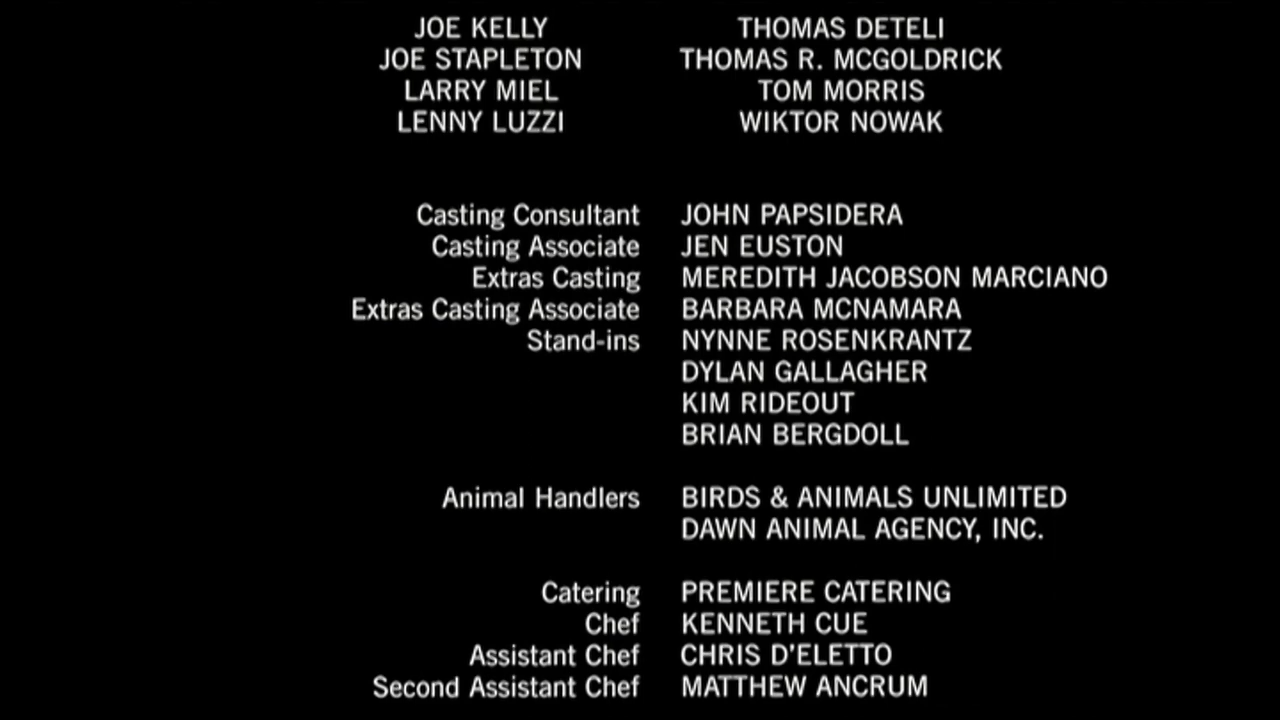 JOE KELLY THOMAS DETELI
JOE STAPLETON THOMAS R. MCGOLDRICK
LARRY MIEL TOM MORRIS
LENNY LUZZI WIKTOR NOWAK
Casting Consultant JOHN PAPSIDERA
Casting Associate JEN EUSTON
Extras Casting MEREDITH JACOBSON MARCIANO
Extras Casting Associate BARBARA MCNAMARA
Stand-ins NYNNE ROSENKRANTZ
DYLAN GALLAGHER
KIM RIDEOUT
BRIAN BERGDOLL
Animal Handlers BIRDS & ANIMALS UNLIMITED
DAWN ANIMAL AGENCY, INC.
Catering PREMIERE CATERING
Chef KENNETH CUE
Assistant Chef CHRIS D'ELETTO
Second Assistant Chef MATTHEW ANCRUM